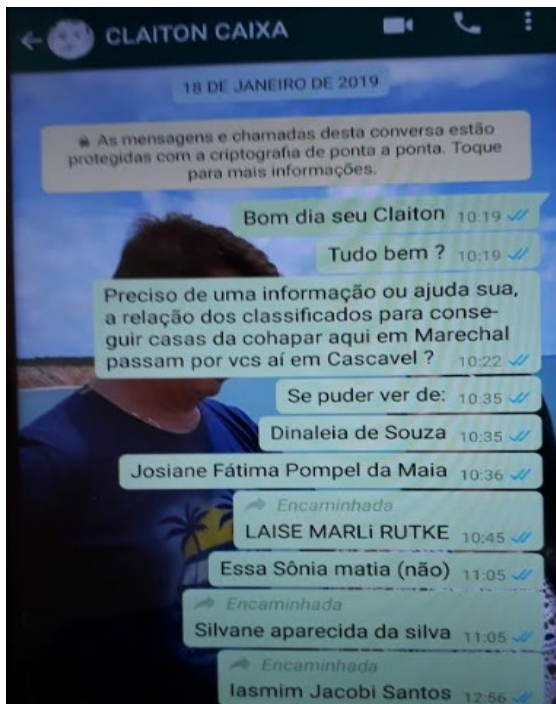 CLAITON CAIXA
18 DE JANEIRO DE 2019
As mensagens e chamadas desta conversa estão
protegidas com a criptografia de ponta a ponta. Toque
para mais informações.
Bom dia seu Claiton 10:19
Tudo bem ? 10:19
Preciso de uma informação ou ajuda sua,
a relação dos classificados para conse-
guir casas da cohapar aqui em Marechal
passam por vcs aí em Cascavel ? 10:22
Se puder ver de: 10:35
Dinaleia de Souza 10:35
Josiane Fátima Pompel da Maia 10:36
Encaminhada
LAISE MARLi RUTKE 10:45
Essa Sônia matia (não) 11:05
Encaminhada
Silvane aparecida da silva 11:05
Encaminhada
Iasmim Jacobi Santos 12:56